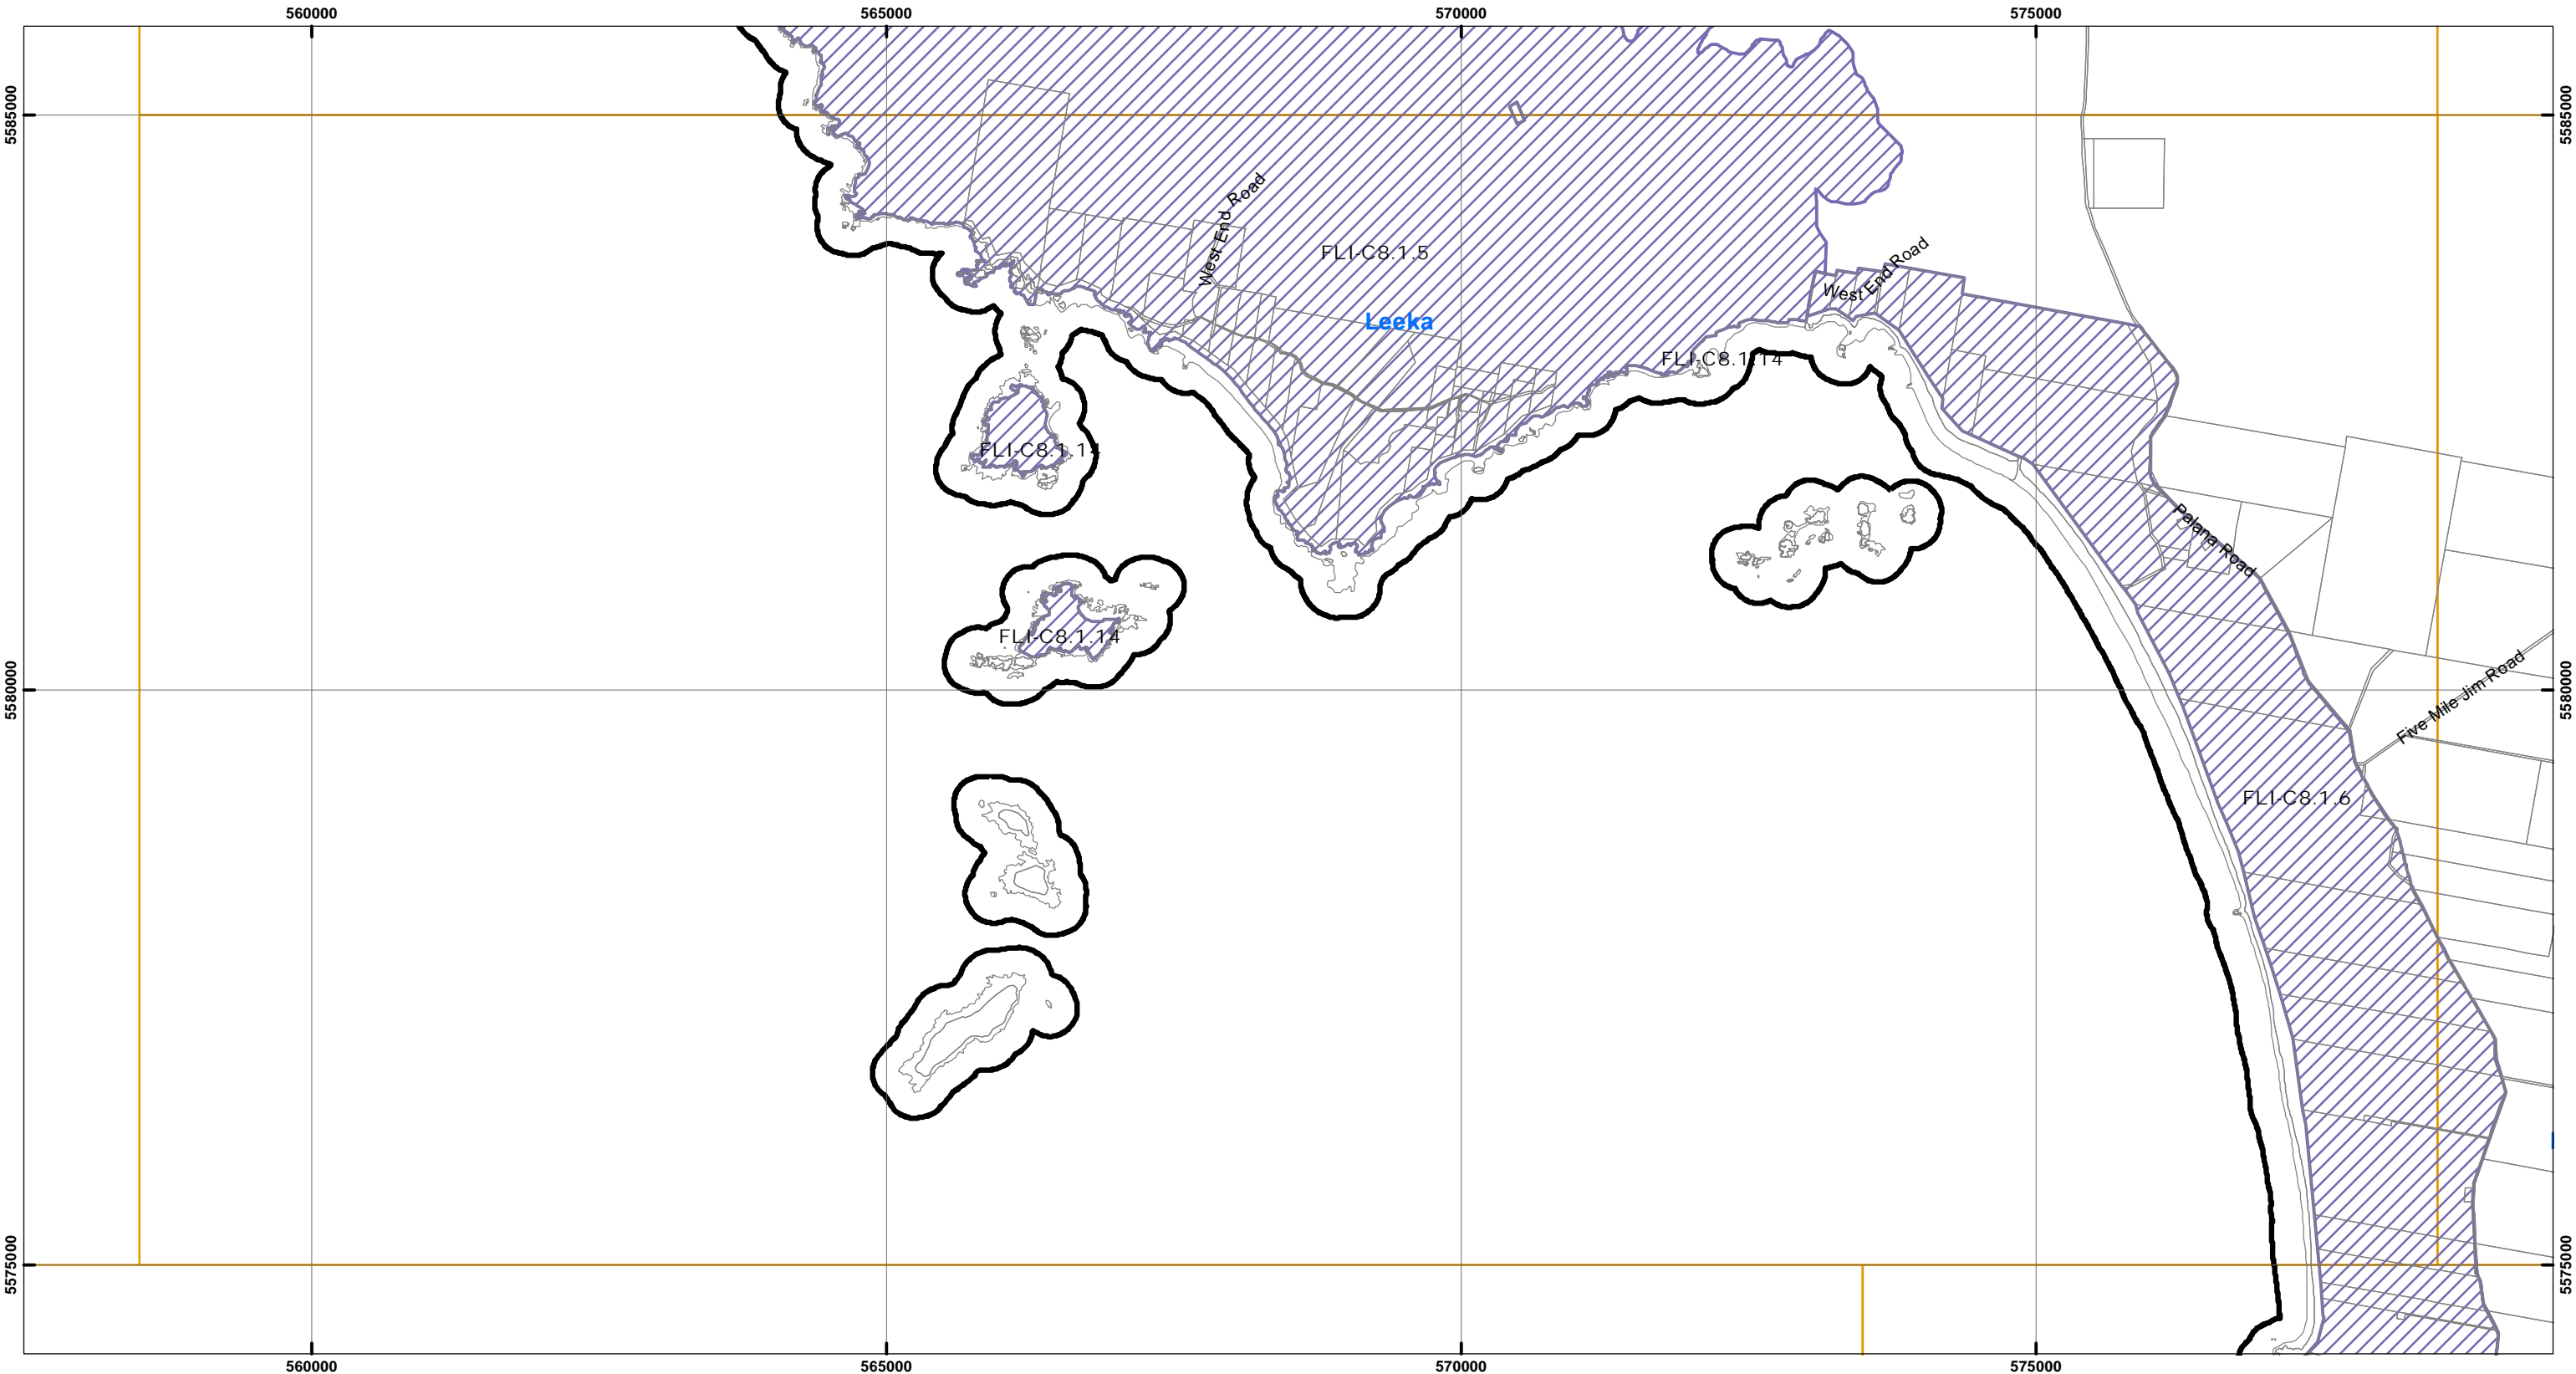 560000
565000
570000
575000
5585000
5585000
West End Road
FLI-C8.1.5
West End Road
Leeka
FLI-C8.1.14
FLI-C8.1.14
Palana Road
FLI-C8.1.14
5580000
5580000
Five Mile Jim Road
FLI-C8.1.6
5575000
5575000
560000
565000
570000
575000